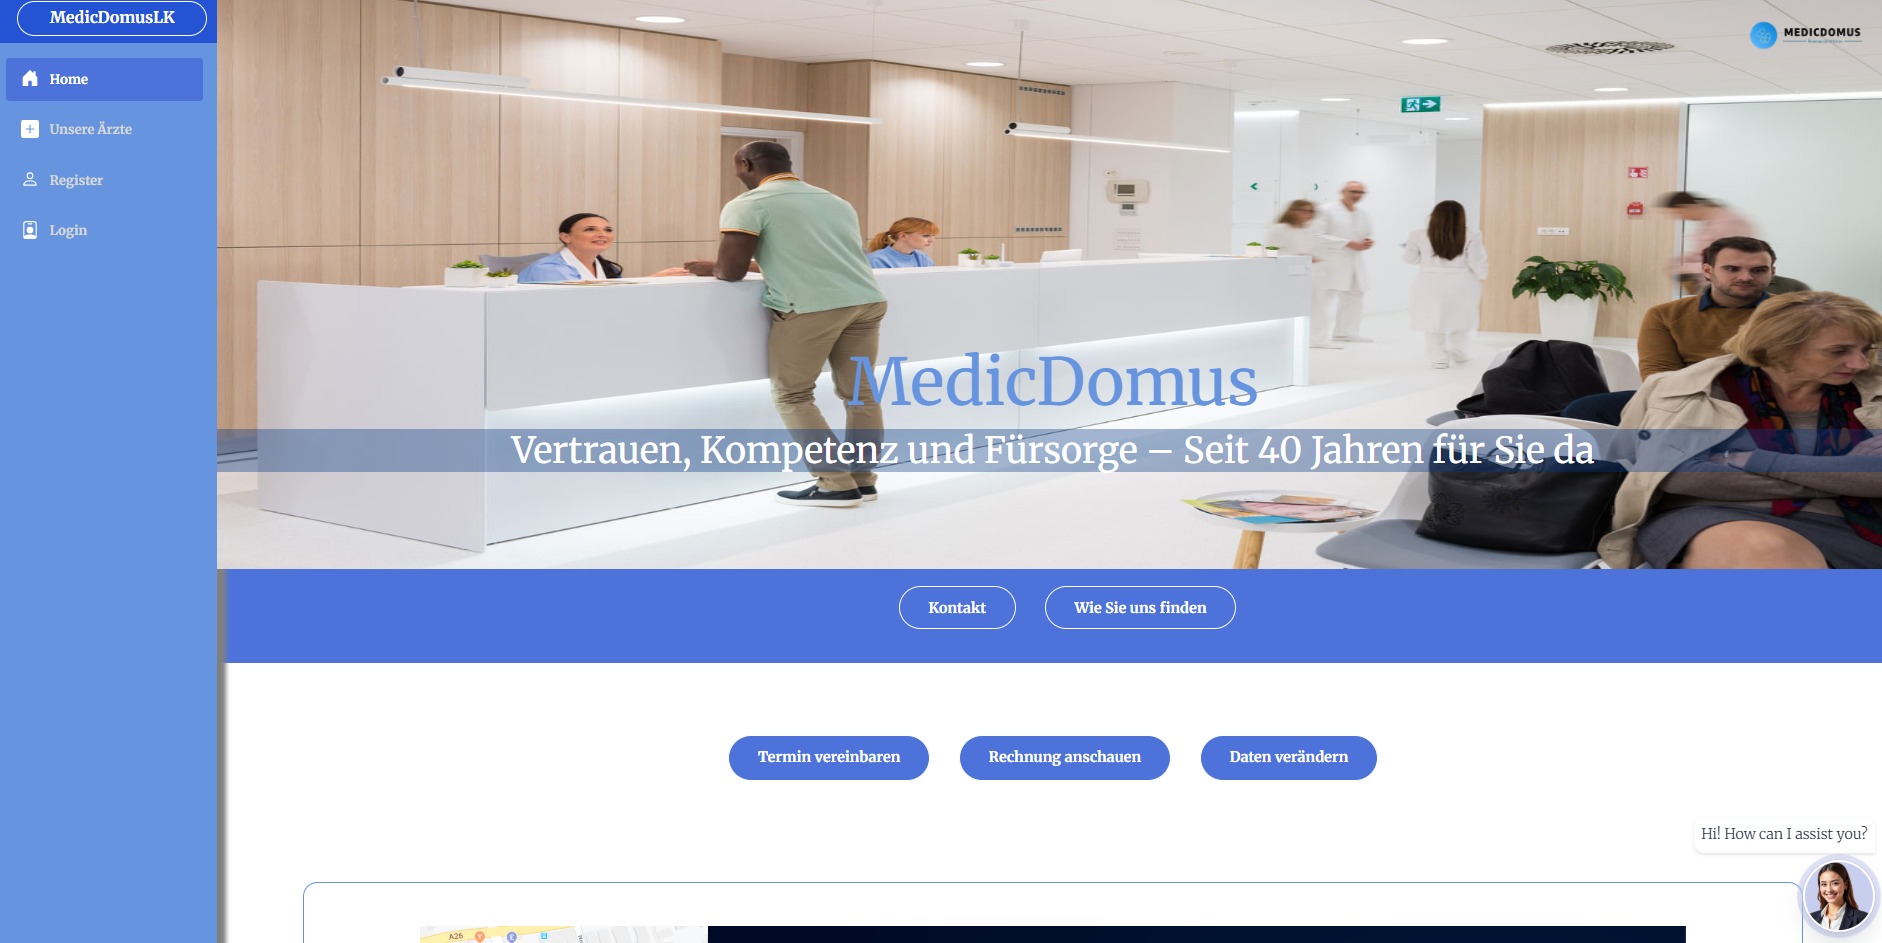 MedicDomusLK
Home
Unsere Ärzte
Register
Login
MEDICDOMUS
MedicDomus
Vertrauen, Kompetenz und Fürsorge – Seit 40 Jahren für Sie da
Kontakt
Wie Sie uns finden
Termin vereinbaren
Rechnung anschauen
Daten verändern
Hi! How can I assist you?
A26